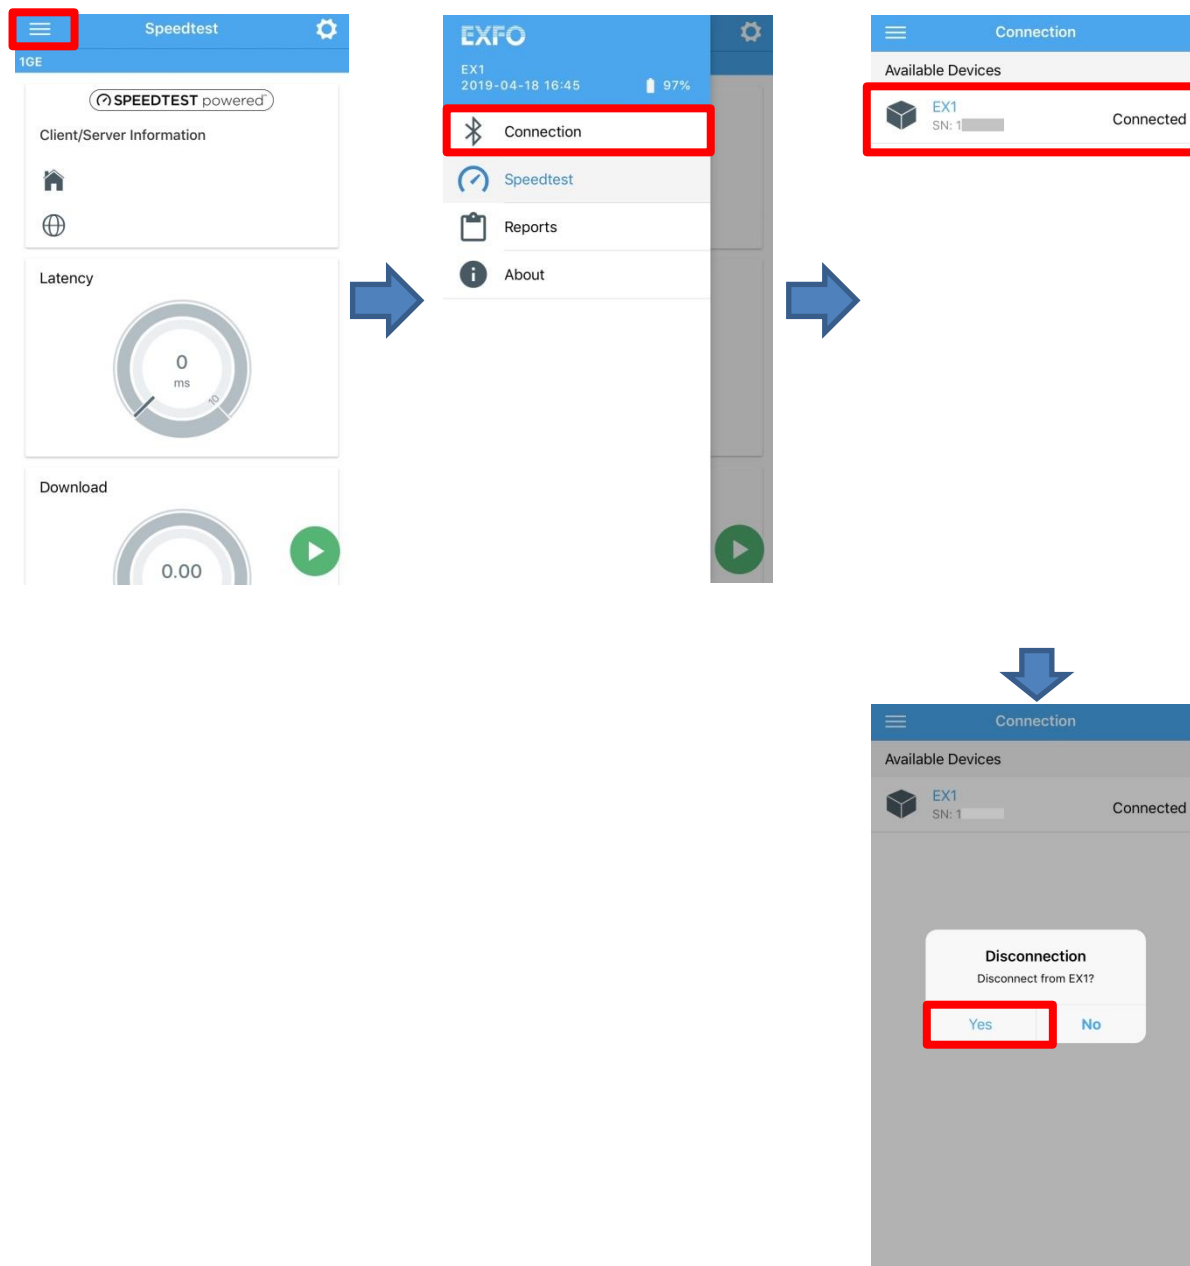 Speedtest
1GE
SPEEDTEST powered™
Client/Server Information
Latency
0
ms
10
Download
0.00
EXFO
EX1
2019-04-18 16:45 97%
Connection
Speedtest
Reports
About
Connection
Available Devices
EX1
SN: 1
Connected
Connection
Available Devices
EX1
SN: 1
Connected
Disconnection
Disconnect from EX1?
Yes
No